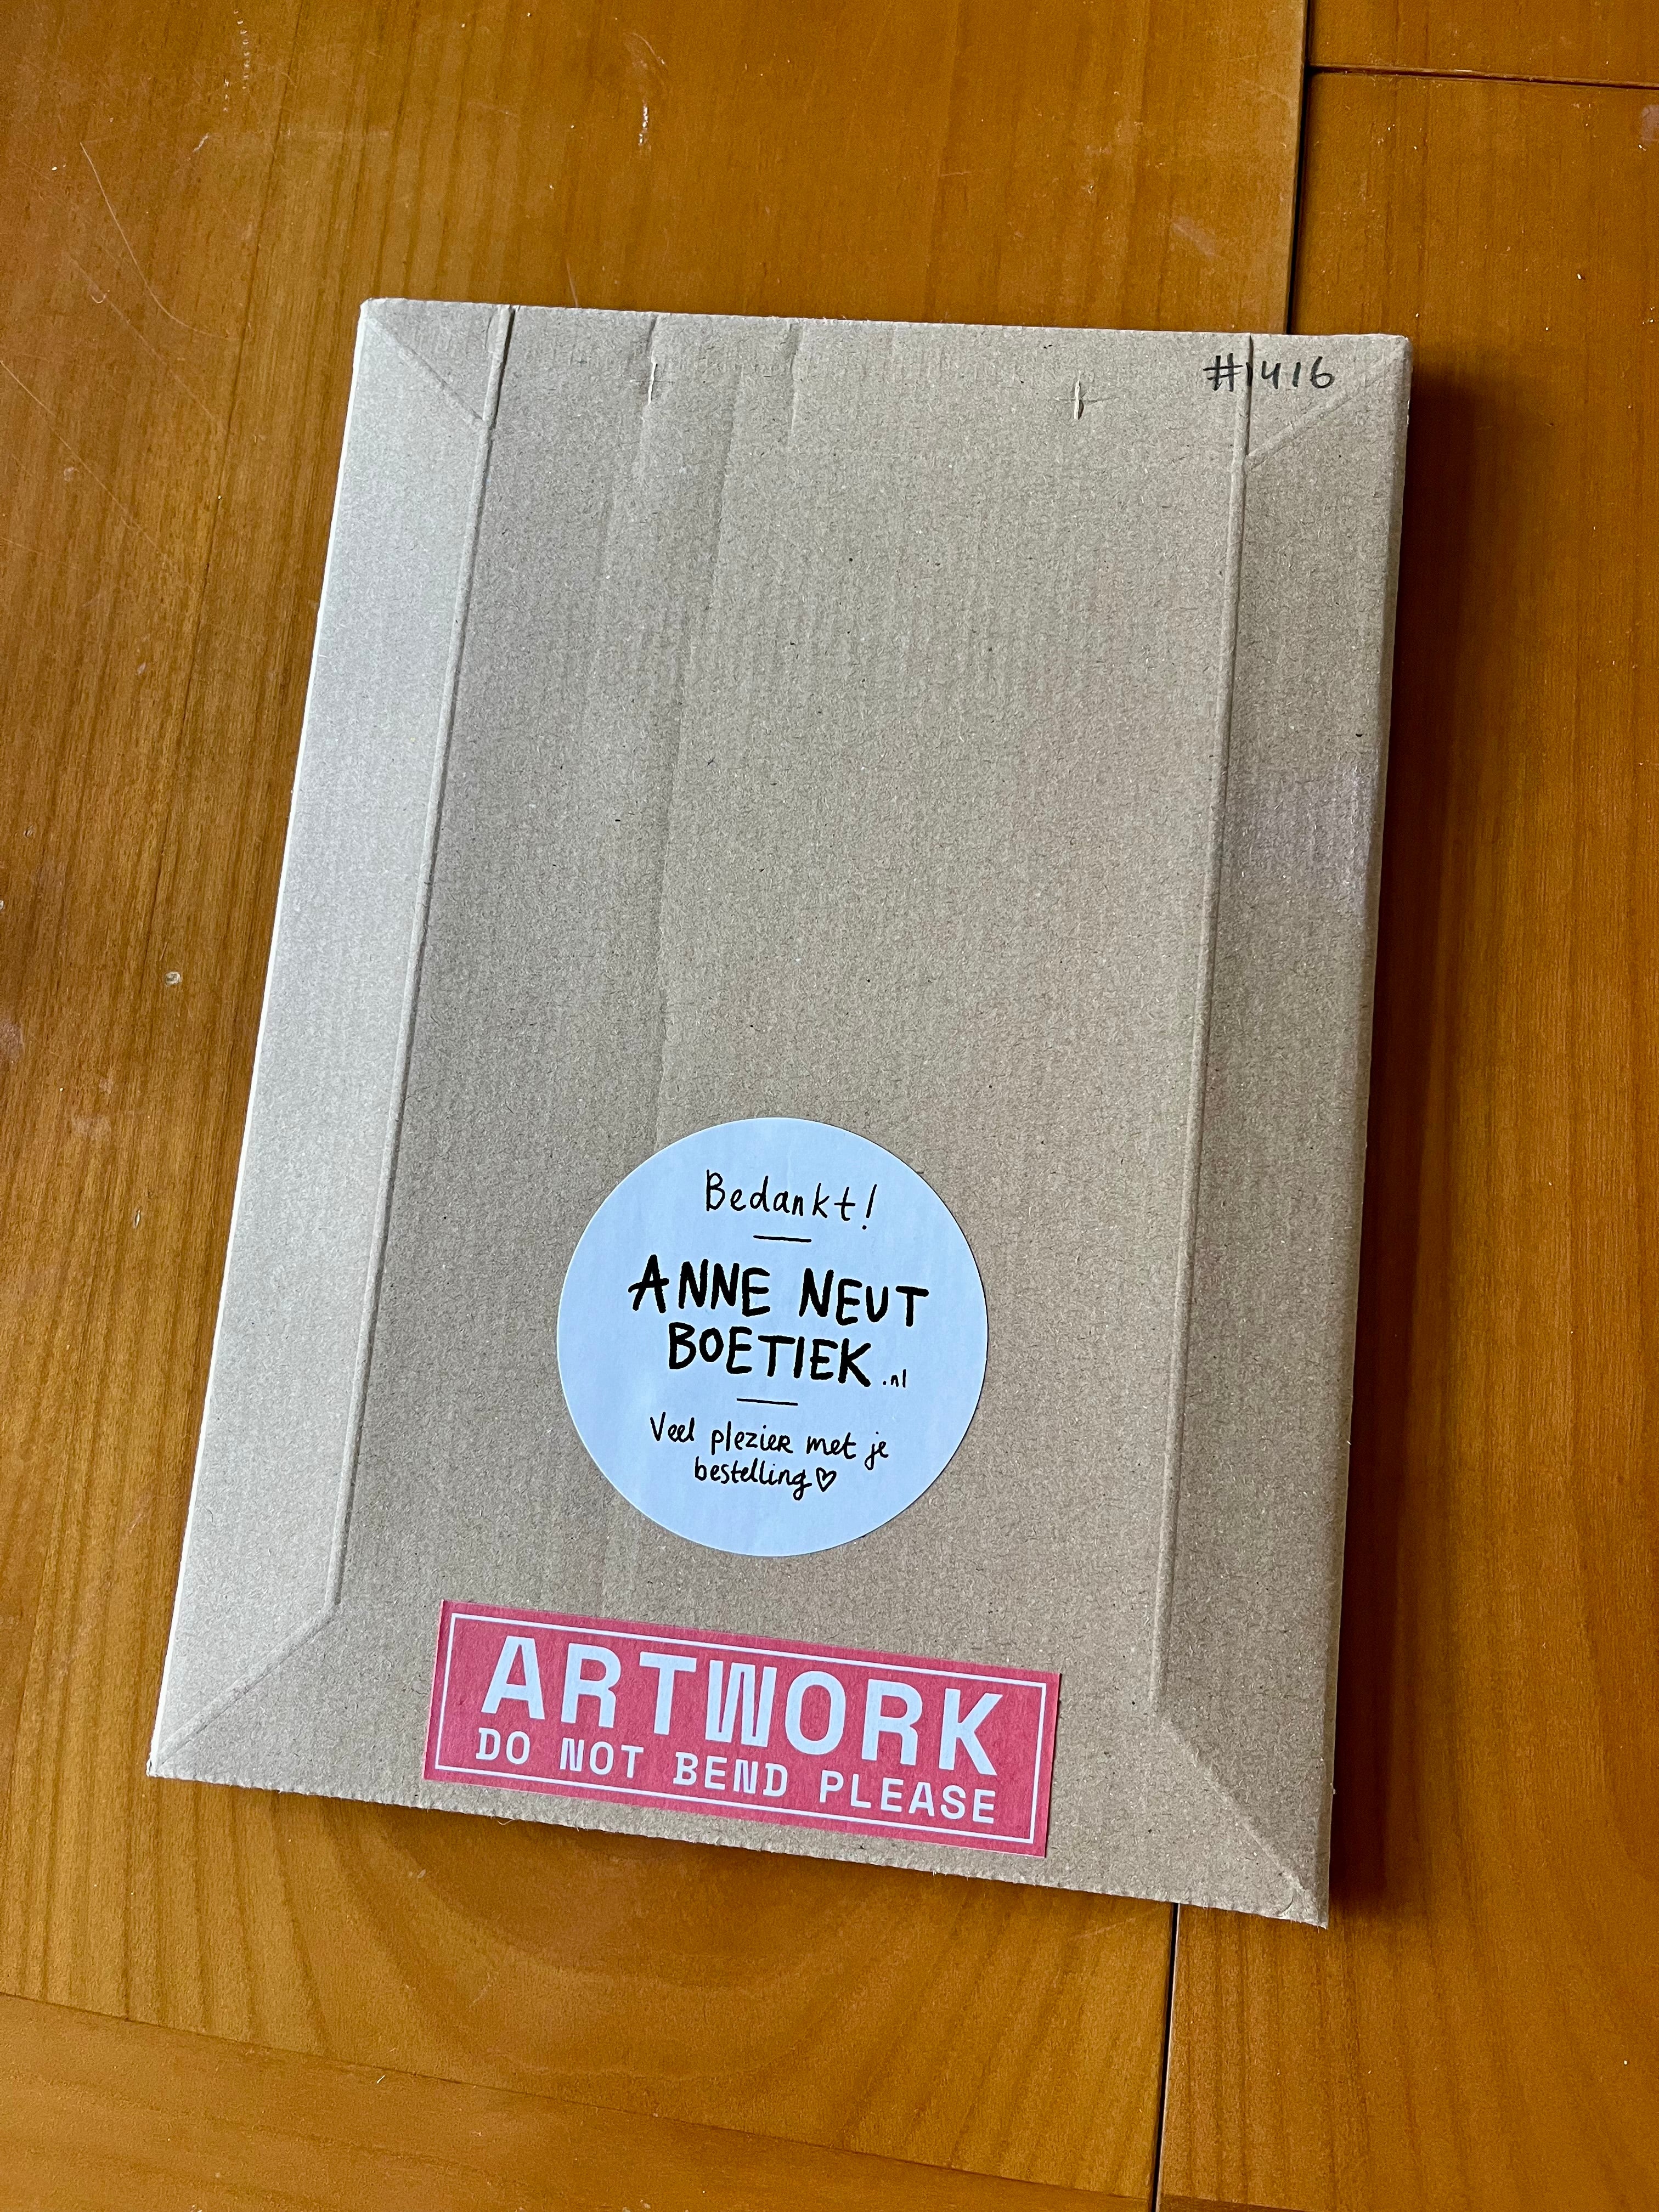 #1416
Bedankt!
ANNE NEUT
BOETIEK.nl
Veel plezier met je
bestelling♡
ARTWORK
DO NOT BEND PLEASE